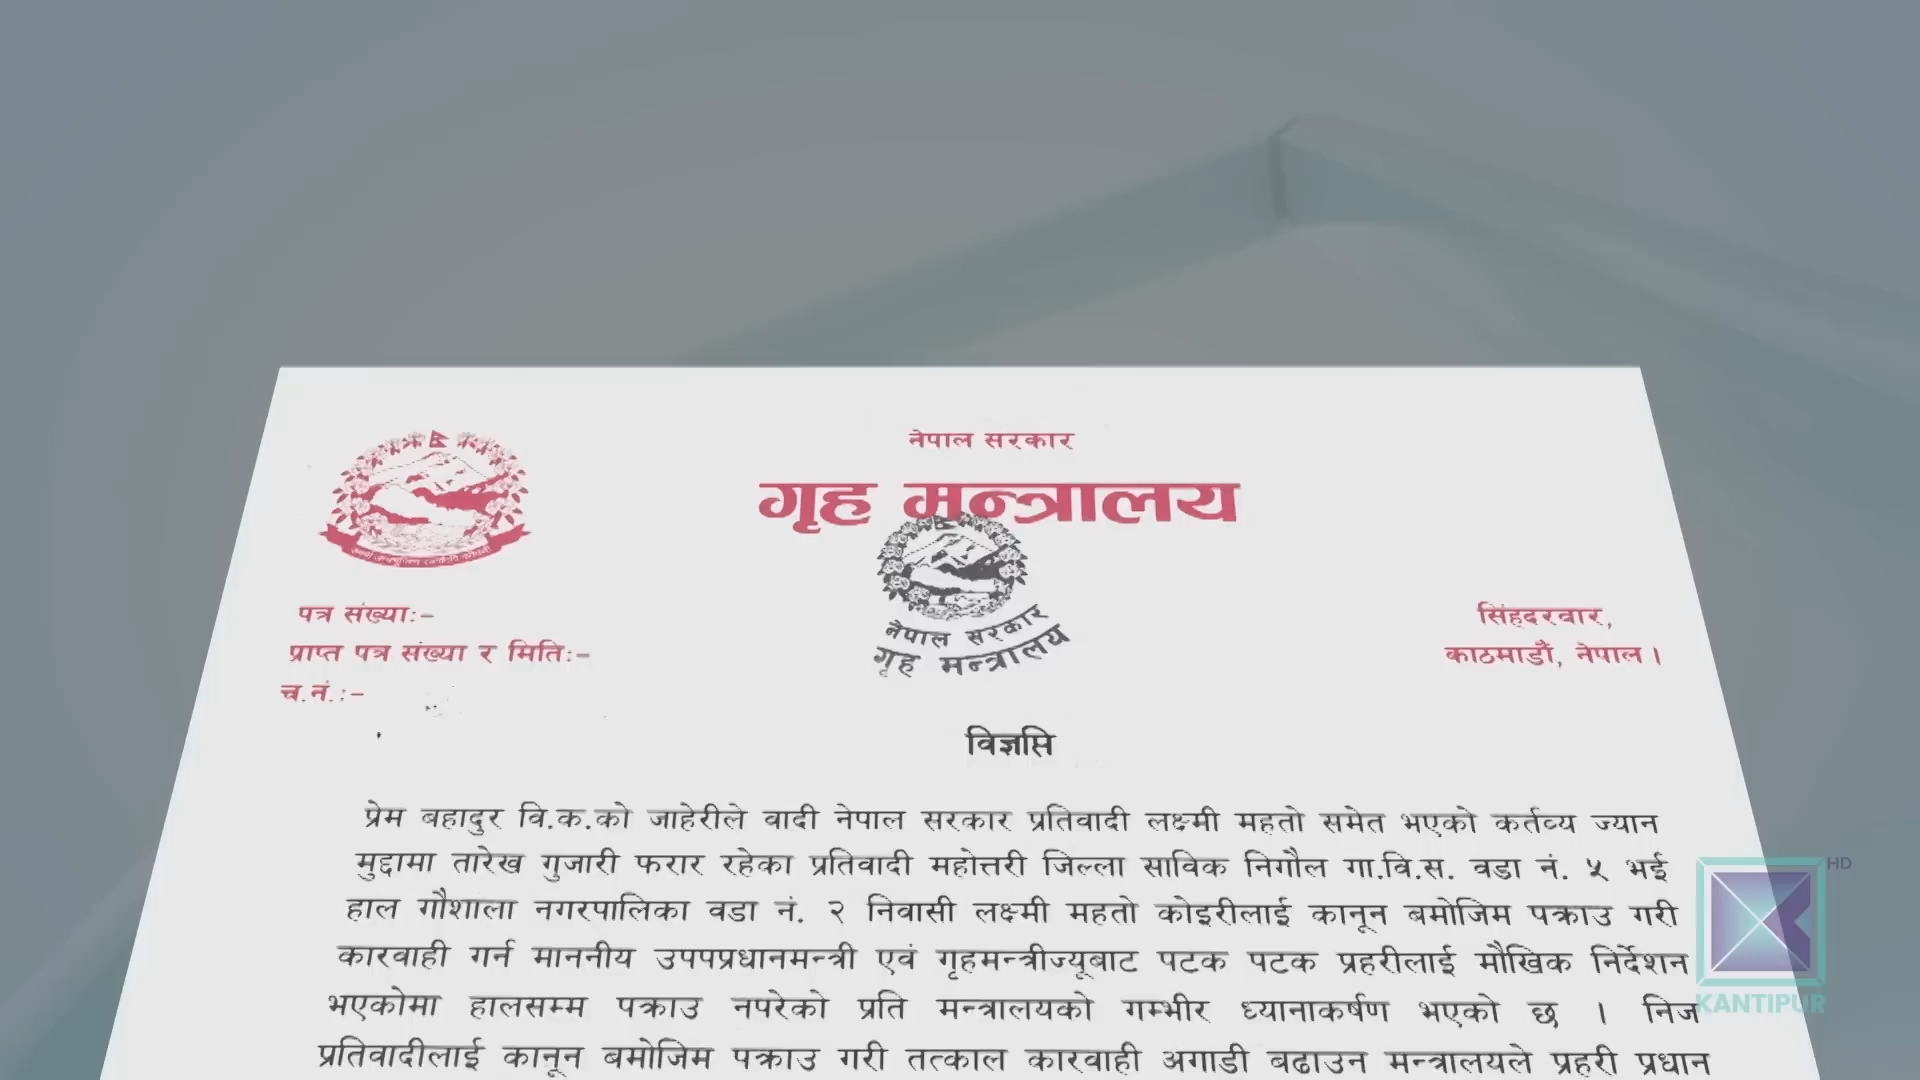 नेपाल सरकार
गृह मन्त्रालय
नेपाल सरकार
गृह मन्त्रालय
पत्र संख्याः-
प्राप्त पत्र संख्या र मितिः-
च.नं.:-
सिंहदरवार,
काठमाडौं, नेपाल ।
विज्ञप्ति
प्रेम बहादुर वि.क.को जाहेरीले वादी नेपाल सरकार प्रतिवादी लक्ष्मी महतो समेत भएको कर्तव्य ज्यान
मुद्दामा तारेख गुजारी फरार रहेका प्रतिवादी महोत्तरी जिल्ला साविक निगौल गा.वि.स. वडा नं. ५ भई
हाल गौशाला नगरपालिका वडा नं. २ निवासी लक्ष्मी महतो कोइरीलाई कानून बमोजिम पक्राउ गरी
कारवाही गर्न माननीय उपपप्रधानमन्त्री एवं गृहमन्त्रीज्यूबाट पटक पटक प्रहरीलाई मौखिक निर्देशन
भएकोमा हालसम्म पक्राउ नपरेको प्रति मन्त्रालयको गम्भीर ध्यानाकर्षण भएको छ । निज
प्रतिवादीलाई कानून बमोजिम पक्राउ गरी तत्काल कारवाही अगाडी बढाउन मन्त्रालयले प्रहरी प्रधान
HD
KANTIPUR